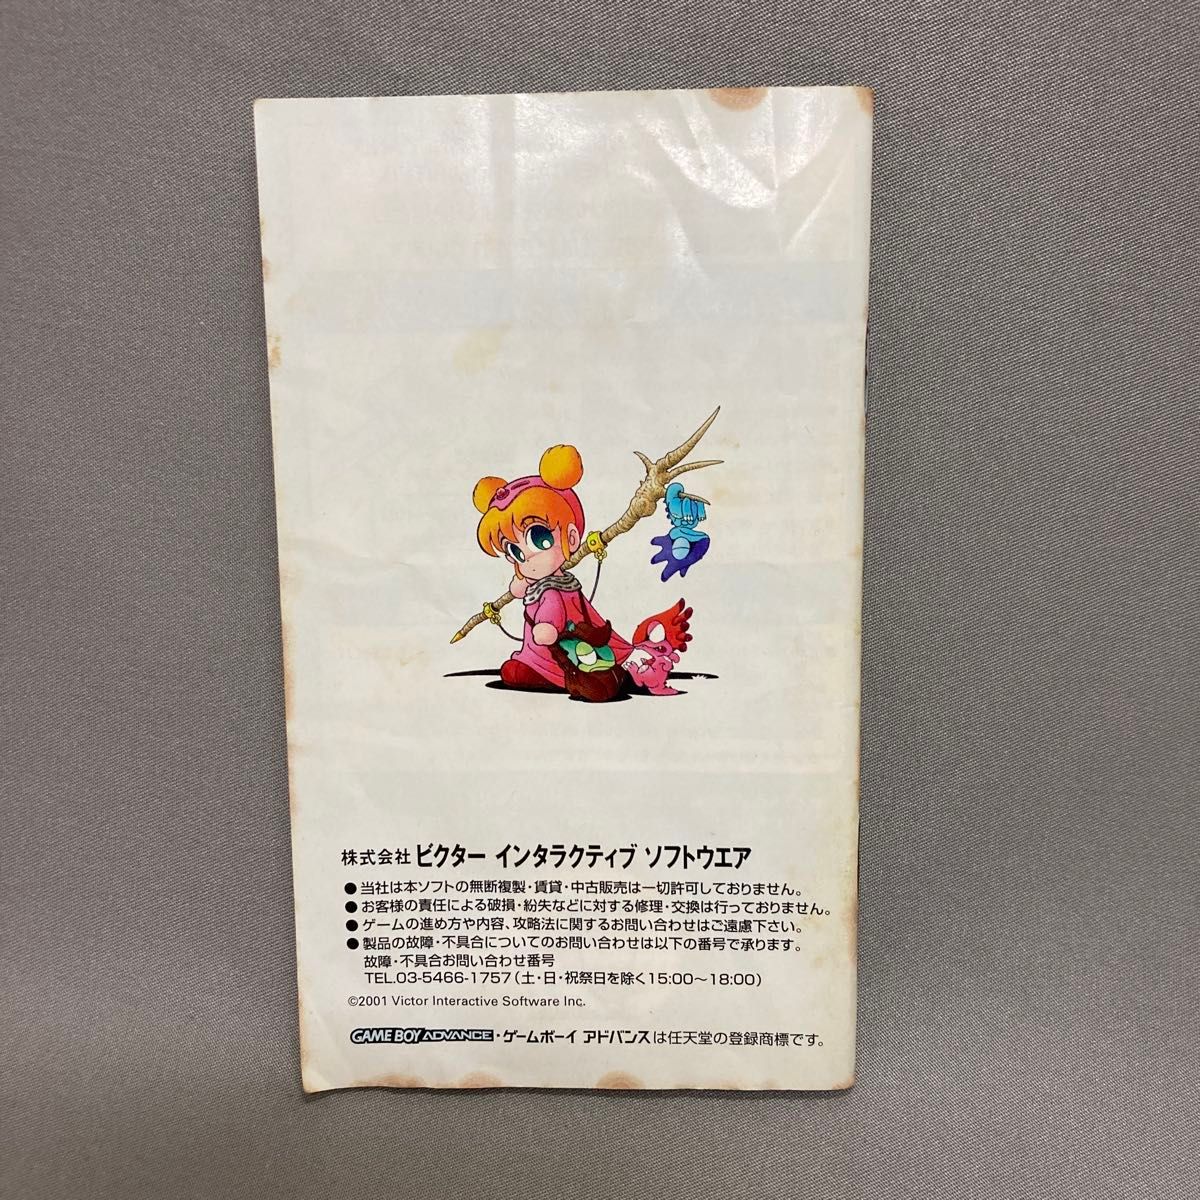 株式会社 ビクター インタラクティブ ソフトウエア
●当社は本ソフトの無断複製・賃貸・中古販売は一切許可しておりません。
●お客様の責任による破損・紛失などに対する修理・交換は行っておりません。
●ゲームの進め方や内容、攻略法に関するお問い合わせはご遠慮下さい。
●製品の故障・不具合についてのお問い合わせは以下の番号で承ります。
故障・不具合お問い合わせ番号
TEL.03-5466-1757(土・日・祝祭日を除く15:00〜18:00)
©2001 Victor Interactive Software Inc.
GAME BOY ADVANCE・ゲームボーイ アドバンスは任天堂の登録商標です。